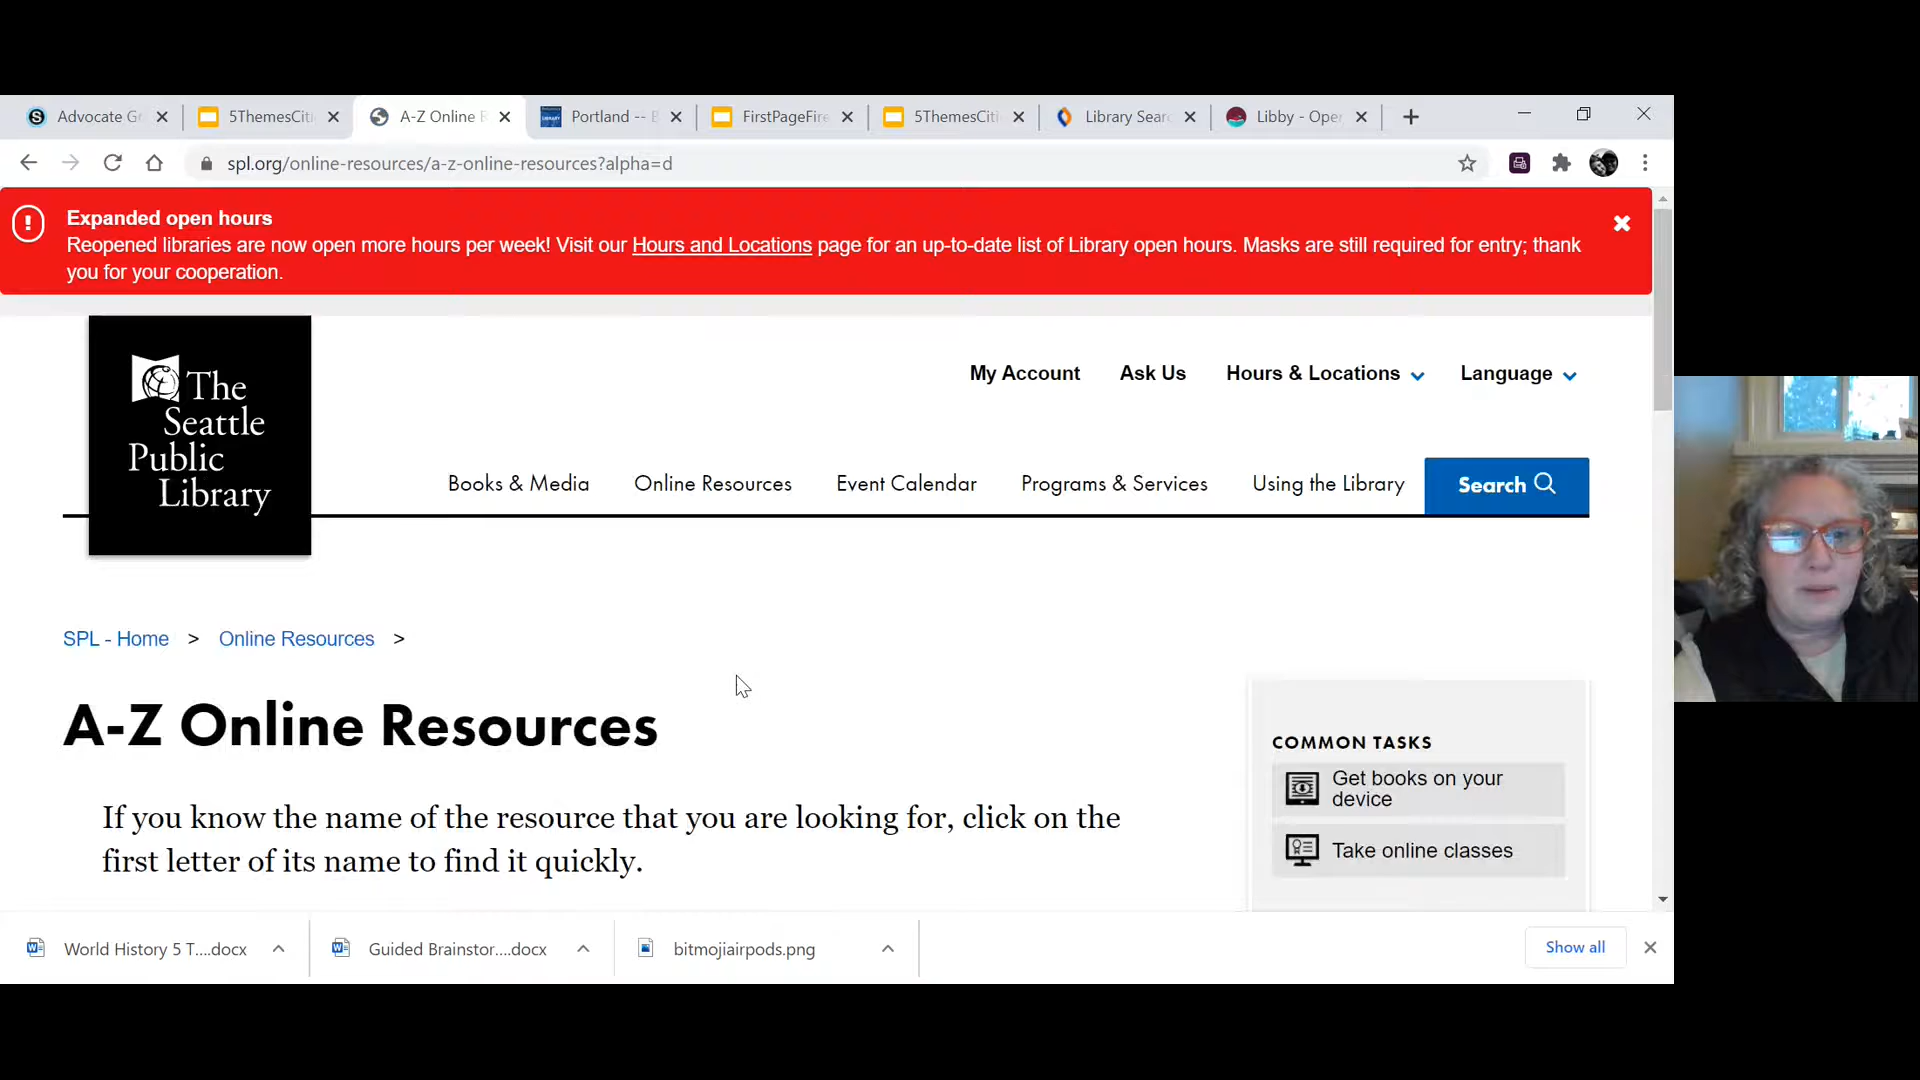 Advocate G
5ThemesCiti
A-Z Online R
Portland -- B
FirstPageFire
5ThemesCiti
Library Searc
Libby - Oper
spl.org/online-resources/a-z-online-resources?alpha=d
Expanded open hours
Reopened libraries are now open more hours per week! Visit our Hours and Locations page for an up-to-date list of Library open hours. Masks are still required for entry; thank
you for your cooperation.
The
Seattle
Public
Library
My Account
Ask Us
Hours & Locations
Language
Books & Media
Online Resources
Event Calendar
Programs & Services
Using the Library
Search
SPL - Home > Online Resources >
A-Z Online Resources
If you know the name of the resource that you are looking for, click on the
first letter of its name to find it quickly.
COMMON TASKS
Get books on your
device
Take online classes
World History 5 T....docx
Guided Brainstor....docx
bitmojiairpods.png
Show all